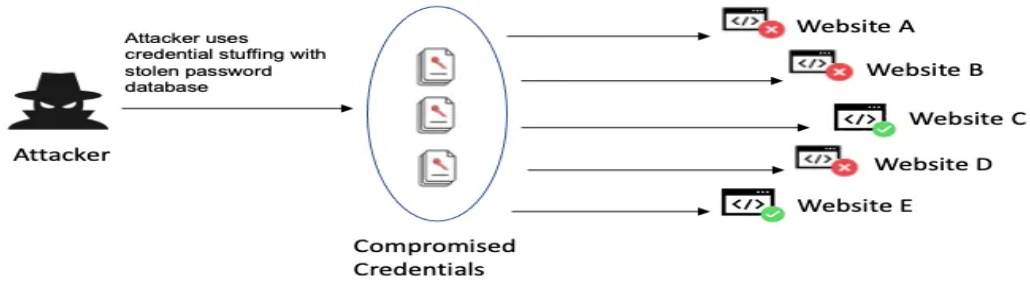 Attacker uses
credential stuffing with
stolen password
database
Attacker
Compromised
Credentials
</> Website A
</> Website B
</> Website C
</> Website D
</> Website E